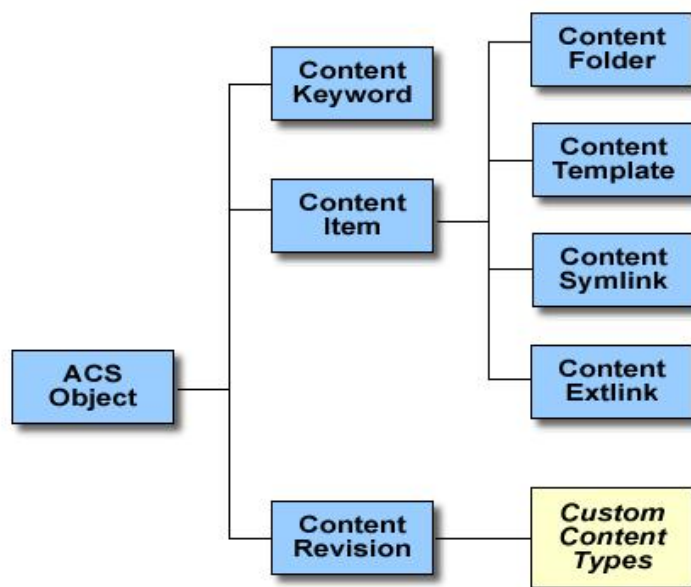 Content
Keyword
Content
Item
Content
Folder
Content
Template
Content
Symlink
Content
Extlink
ACS
Object
Content
Revision
Custom
Content
Types